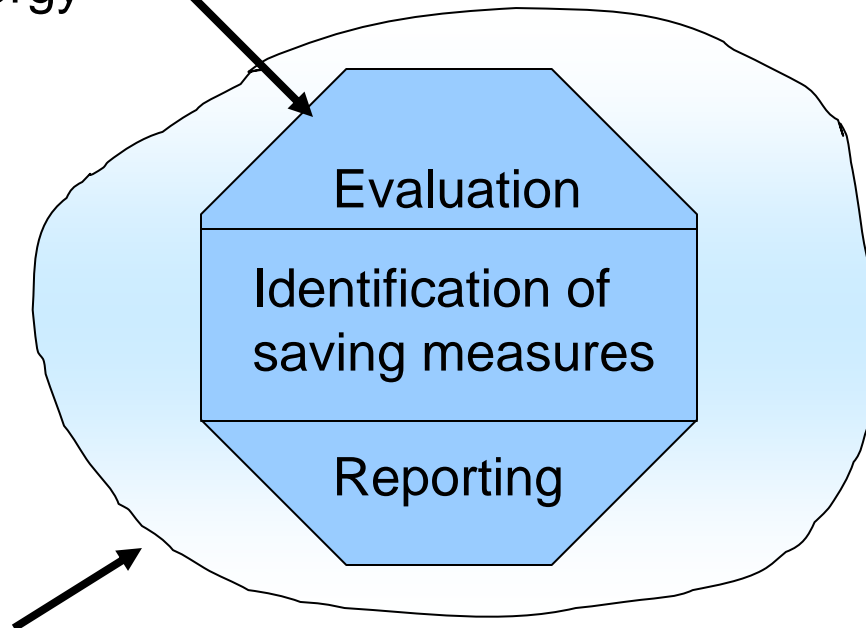 Evaluation
Identification of
saving measures
Reporting